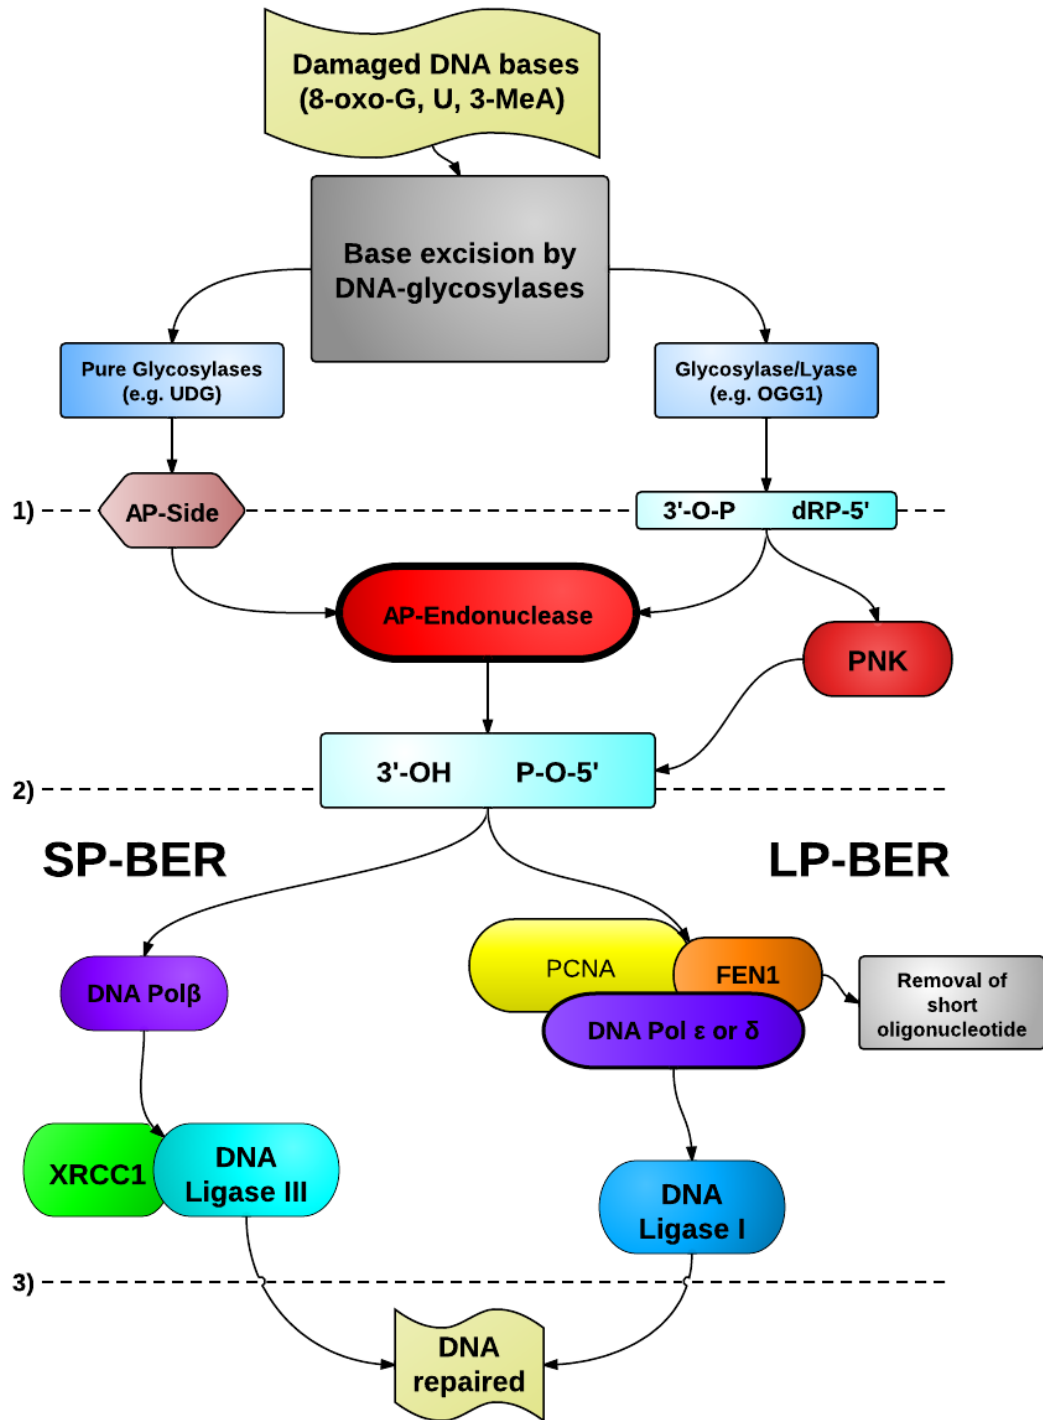 Damaged DNA bases
(8-oxo-G, U, 3-MeA)
Base excision by
DNA-glycosylases
Pure Glycosylases
(e.g. UDG)
Glycosylase/Lyase
(e.g. OGG1)
1)
AP-Side
3'-O-P dRP-5'
AP-Endonuclease
PNK
3'-OH P-O-5'
2)
SP-BER
LP-BER
DNA Polβ
PCNA
FEN1
DNA Pol ε or δ
Removal of
short
oligonucleotide
XRCC1
DNA
Ligase III
DNA
Ligase I
3)
DNA
repaired